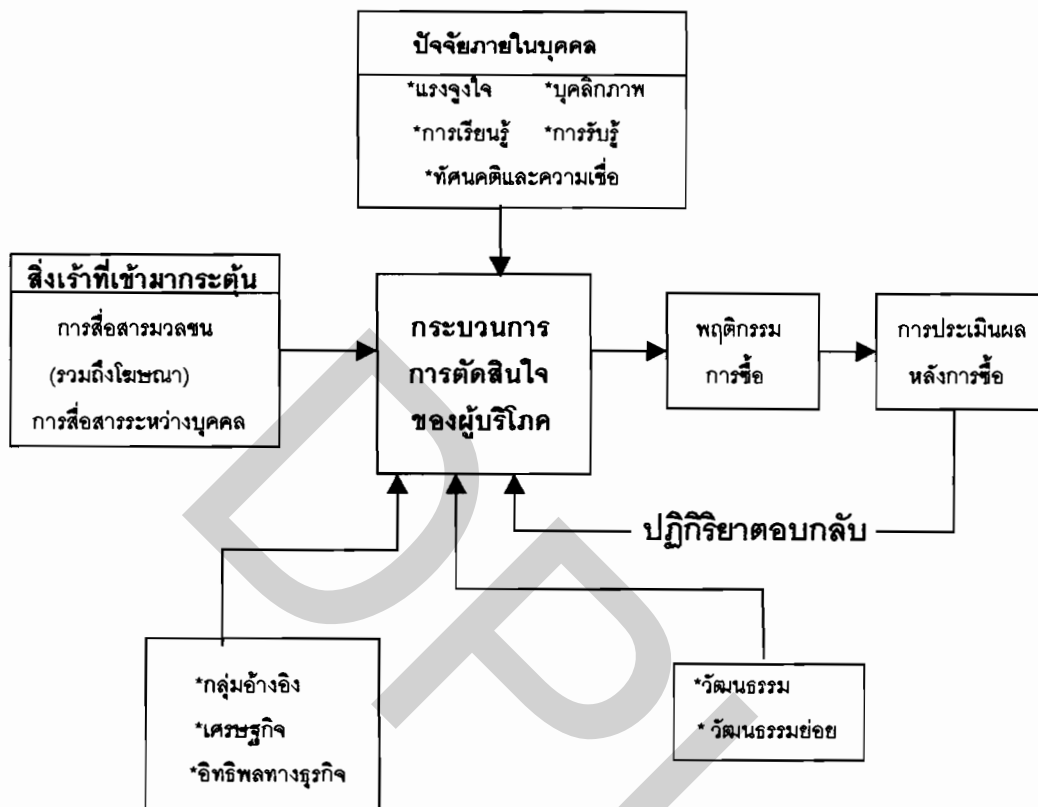 ปัจจัยภายในบุคคล
*แรงจูงใจ *บุคลิกภาพ
*การเรียนรู้ *การรับรู้
*ทัศนคติและความเชื่อ
สิ่งเร้าที่เข้ามากระตุ้น
การสื่อสารมวลชน
(รวมถึงโฆษณา)
การสื่อสารระหว่างบุคคล
กระบวนการ
การตัดสินใจ
ของผู้บริโภค
พฤติกรรม
การซื้อ
การประเมินผล
หลังการซื้อ
ปฏิกิริยาตอบกลับ
*กลุ่มอ้างอิง
*เศรษฐกิจ
*อิทธิพลทางธุรกิจ
*วัฒนธรรม
* วัฒนธรรมย่อย
DPU